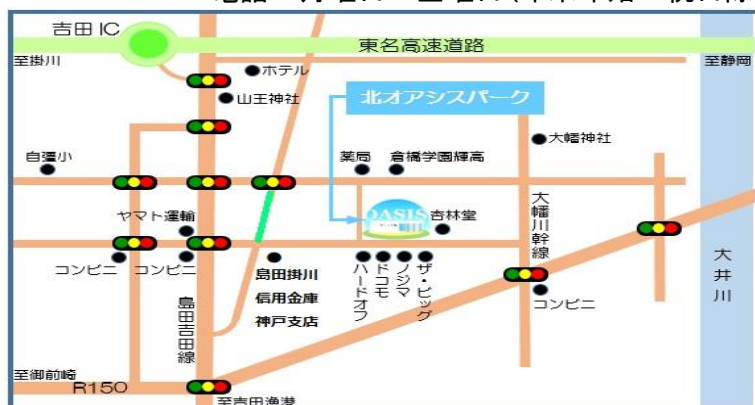 吉田IC
東名高速道路
至掛川
至静岡
ホテル
山王神社
北オアシスパーク
大幡神社
自彊小
薬局
倉橋学園輝高
OASIS
杏林堂
ヤマト運輸
大幡川幹線
大井川
コンビニ
コンビニ
島田掛川
信用金庫
神戸支店
ハードオフ
ドコモ
ノジマ
ザ・ビッグ
コンビニ
島田吉田線
至御前崎
R150
至吉田漁港